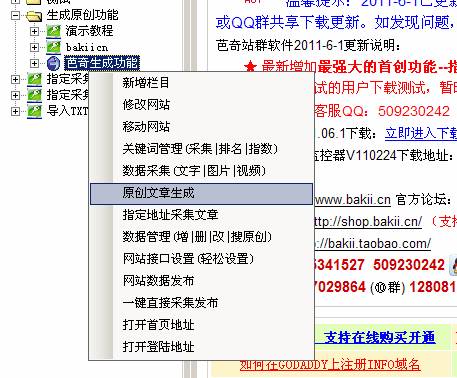 生成原创功能
演示教程
bakiicn
芭奇生成功能
指定采集
指定采集
导入TXT
新增栏目
修改网站
移动网站
关键词管理(采集|排名|指数)
数据采集(文字|图片|视频)
原创文章生成
指定地址采集文章
数据管理(增|删|改|搜原创)
网站接口设置(轻松设置)
网站数据发布
一键直接采集发布
打开首页地址
打开登陆地址
温馨提示：2011-6-1已更
或QQ群共享下载更新。如发现问题，
芭奇站群软件2011-6-1更新说明：
★ 最新增加最强大的首创功能--指
试的用户下载测试，暂时
客服QQ：509230242
.06.1下载：立即进入下载
监控器V110224下载地址：
www.bakii.cn 官方论坛：
http://shop.bakii.cn/ (支持
://bakii.taobao.com/
5341527 509230242
7029864 (群) 12808
支持在线购买开通
如何在GODADDY上注册INFO域名